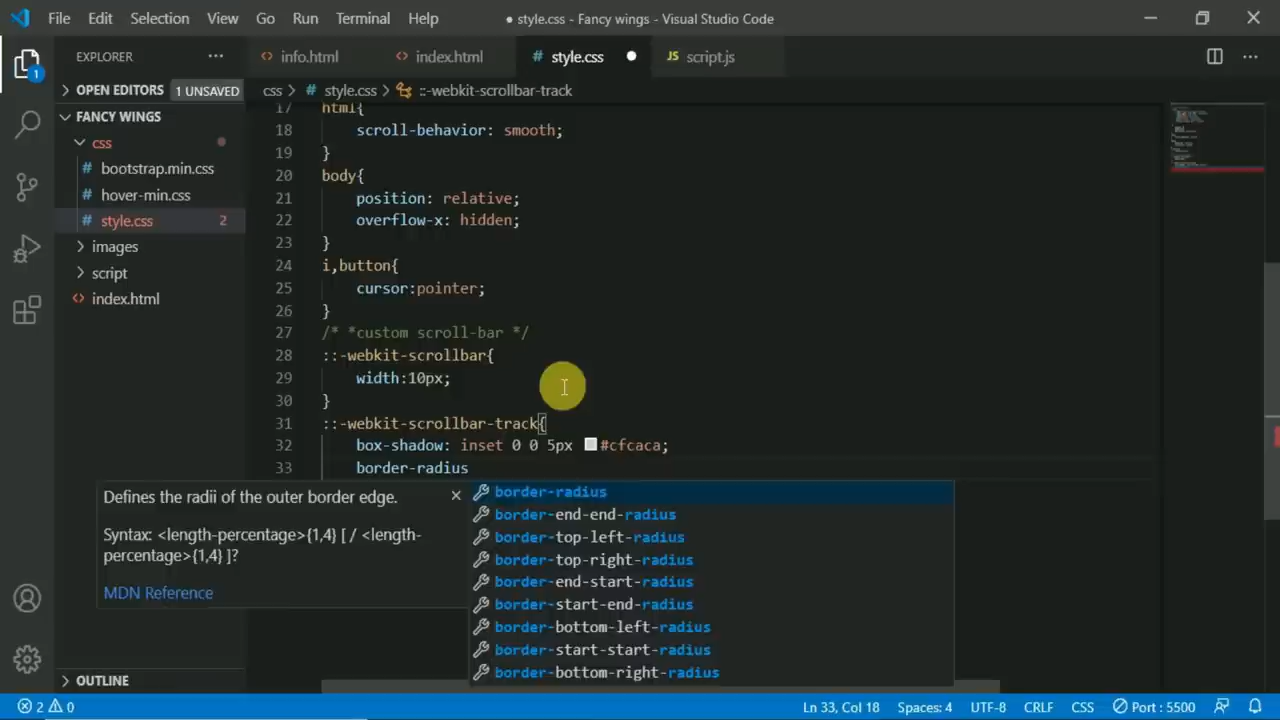 File Edit Selection View Go Run Terminal Help ● style.css - Fancy wings - Visual Studio Code
EXPLORER ··· <> info.html <> index.html # style.css ● JS script.js ···
> OPEN EDITORS 1 UNSAVED css > # style.css > ::-webkit-scrollbar-track
FANCY WINGS
css
# bootstrap.min.css
# hover-min.css
# style.css 2
> images
> script
<> index.html
17 html{
18 scroll-behavior: smooth;
19 }
20 body{
21 position: relative;
22 overflow-x: hidden;
23 }
24 i,button{
25 cursor:pointer;
26 }
27 /* *custom scroll-bar */
28 ::-webkit-scrollbar{
29 width:10px;
30 }
31 ::-webkit-scrollbar-track{
32 box-shadow: inset 0 0 5px #cfcaca;
33 border-radius
Defines the radii of the outer border edge. ×
Syntax: <length-percentage>{1,4} [ / <length-
percentage>{1,4} ]?
MDN Reference
border-radius
border-end-end-radius
border-top-left-radius
border-top-right-radius
border-end-start-radius
border-start-end-radius
border-bottom-left-radius
border-start-start-radius
border-bottom-right-radius
1
> OUTLINE
2 0 Ln 33, Col 18 Spaces: 4 UTF-8 CRLF CSS Port : 5500